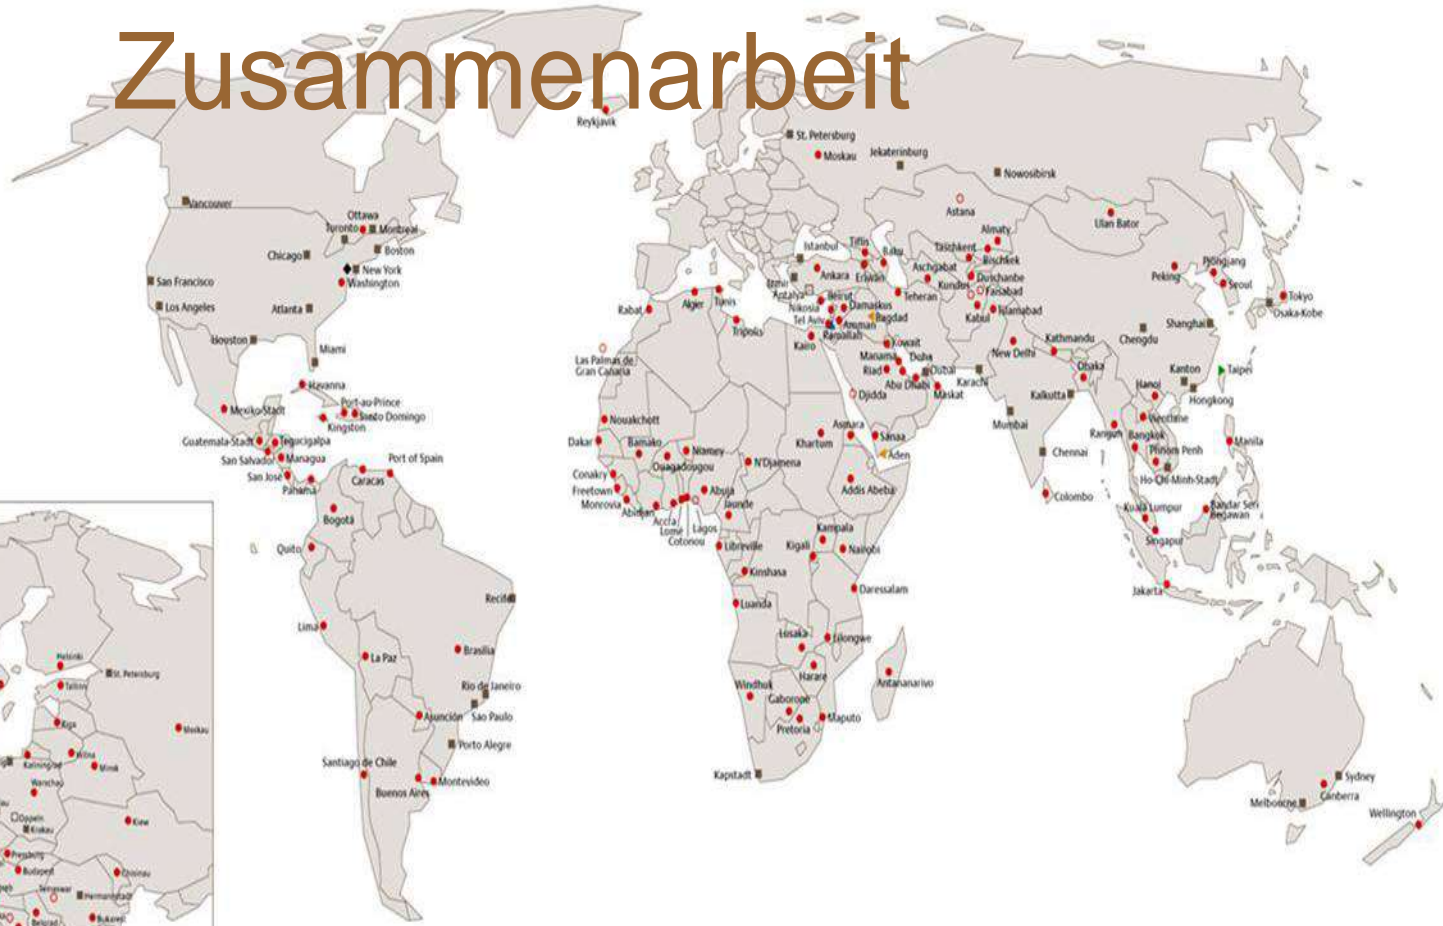 Zusammenarbeit
Reykjavik
St. Petersburg
Moskau
Jekaterinburg
Nowosibirsk
Vancouver
Ottawa
Toronto
Montreal
Boston
Chicago
New York
Washington
San Francisco
Los Angeles
Atlanta
Houston
Miami
Havanna
Mexiko-Stadt
Port-au-Prince
Santo Domingo
Kingston
Guatemala-Stadt
Tegucigalpa
San Salvador
Managua
San José
Panama
Port of Spain
Caracas
Bogotá
Quito
Lima
La Paz
Recife
Brasilia
Rio de Janeiro
Sao Paulo
Asunción
Porto Alegre
Santiago de Chile
Buenos Aires
Montevideo
Astana
Ulan Bator
Almaty
Taschkent
Bischkek
Istanbul
Tiflis
Baku
Ankara
Eriwan
Aschgabat
Duschanbe
Kundus
Faisabad
Izmir
Antalya
Teheran
Kabul
Islamabad
Peking
Pjöngjang
Seoul
Tokyo
Osaka-Kobe
Rabat
Algier
Tunis
Tripolis
Nikosia
Beirut
Damaskus
Bagdad
Tel Aviv
Amman
Ramallah
Kairo
Kuwait
Manama
Doha
Riad
Dubai
Abu Dhabi
Maskat
Karachi
New Delhi
Kathmandu
Dhaka
Kalkutta
Mumbai
Chennai
Colombo
Shanghai
Chengdu
Kanton
Taipei
Hongkong
Hanoi
Vientiane
Rangun
Bangkok
Phnom Penh
Ho-Chi-Minh-Stadt
Manila
Kuala Lumpur
Bandar Seri
Begawan
Singapur
Jakarta
Las Palmas de
Gran Canaria
Djidda
Nouakchott
Dakar
Bamako
Niamey
Ouagadougou
N'Djamena
Khartum
Asmara
Sanaa
Aden
Conakry
Freetown
Monrovia
Abidjan
Accra
Lomé
Cotonou
Lagos
Abuja
Jaunde
Addis Abeba
Libreville
Kampala
Kigali
Nairobi
Kinshasa
Daressalam
Luanda
Lusaka
Lilongwe
Harare
Antananarivo
Windhuk
Gaborone
Pretoria
Maputo
Kapstadt
Sydney
Canberra
Melbourne
Wellington
Helsinki
St. Petersburg
Tallinn
Riga
Moskau
Wilna
Kaliningrad
Minsk
Warschau
Oppeln
Krakau
Kiew
Pressburg
Budapest
Chisinau
Temeswar
Hermannstadt
Belgrad
Bukarest